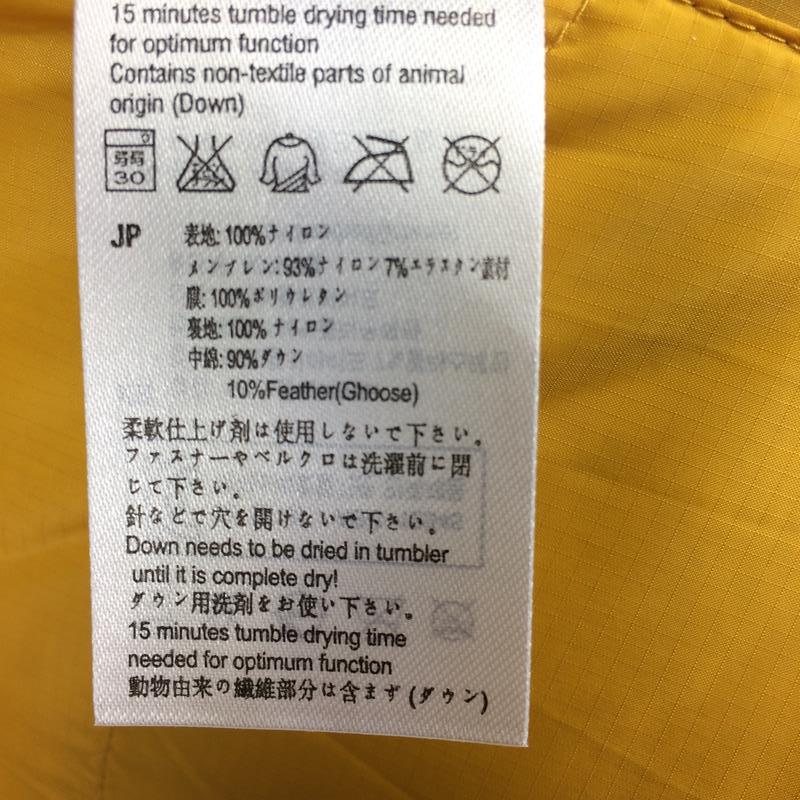 15 minutes tumble drying time needed
for optimum function
Contains non-textile parts of animal
origin (Down)
弱弱
30
JP 表地: 100%ナイロン
メンブレン: 93%ナイロン 7%エラスタン素材
膜: 100%ポリウレタン
裏地: 100%ナイロン
中綿: 90%ダウン
10%Feather(Ghoose)
柔軟仕上げ剤は使用しないで下さい。
ファスナーやベルクロは洗濯前に閉
じて下さい。
針などで穴を開けないで下さい。
Down needs to be dried in tumbler
until it is complete dry!
ダウン用洗剤をお使い下さい。
15 minutes tumble drying time
needed for optimum function
動物由来の繊維部分は含まず (ダウン)